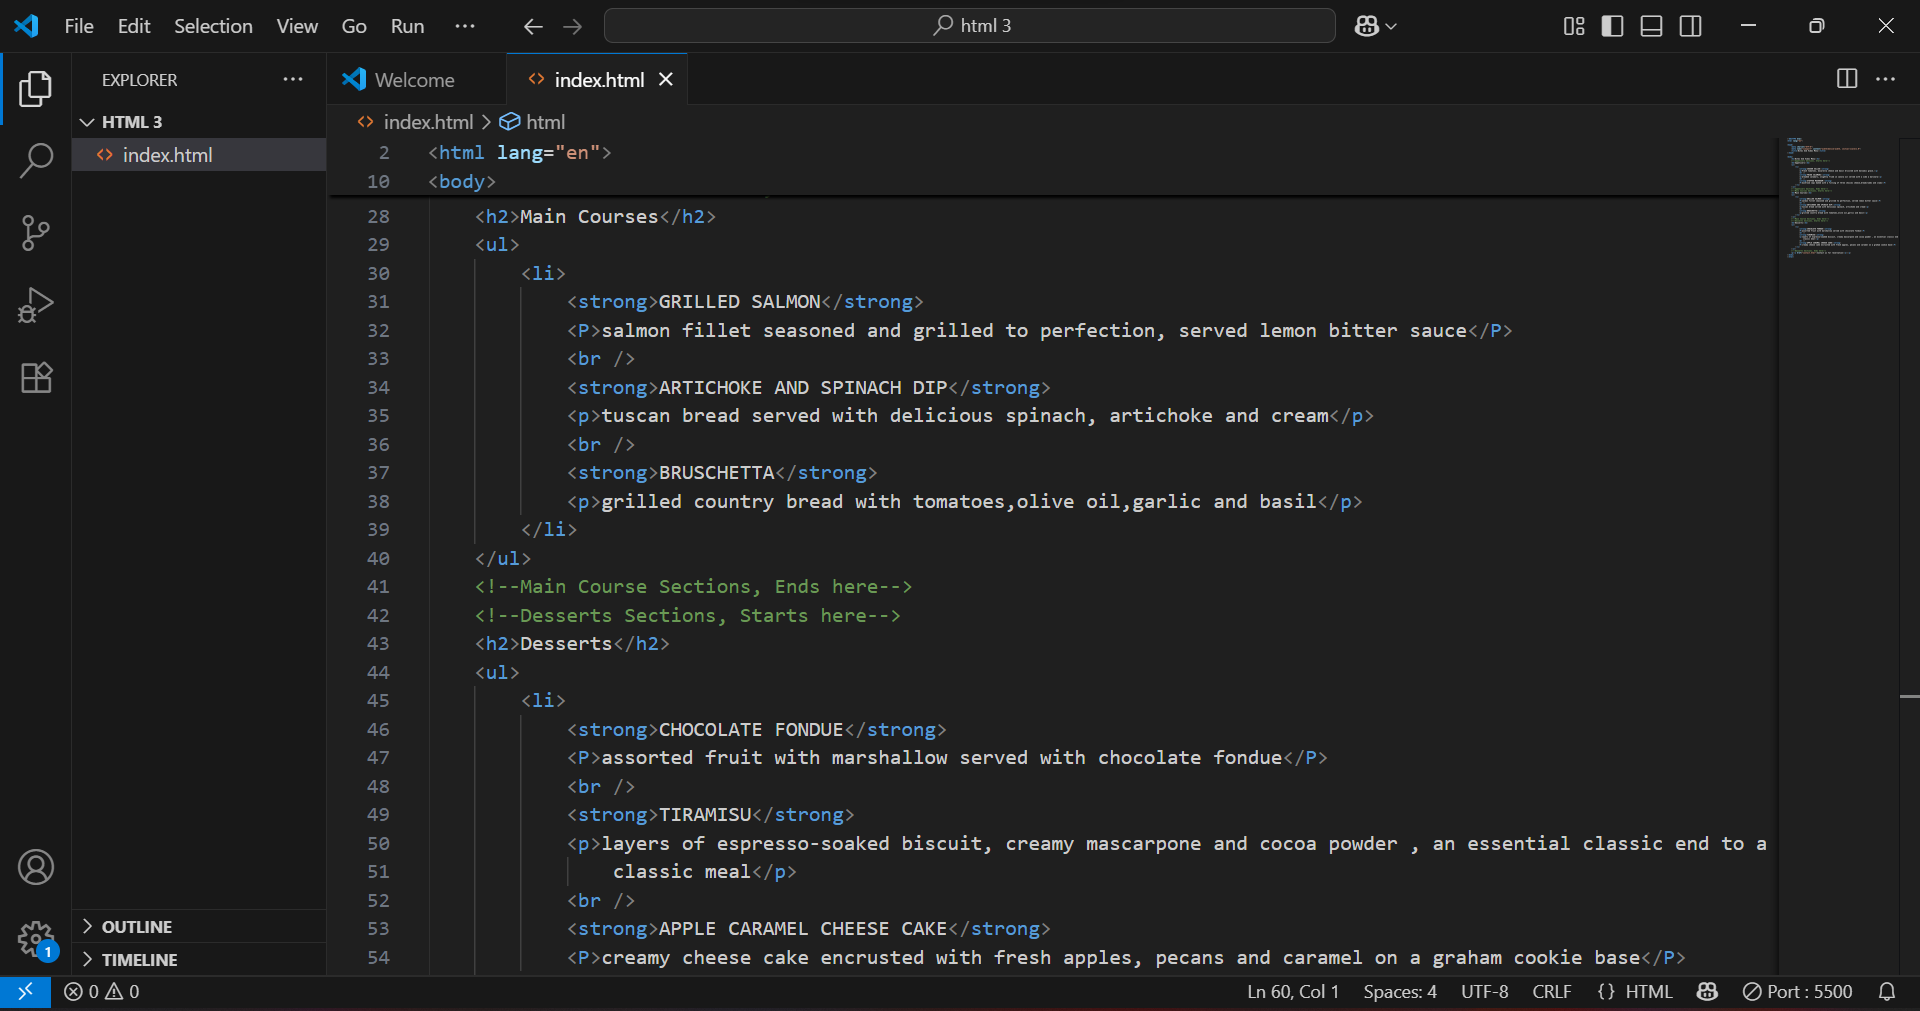 File Edit Selection View Go Run ··· html 3
EXPLORER ···
HTML 3
index.html
OUTLINE
TIMELINE
1
Welcome index.html
index.html > html
2 <html lang="en">
10 <body>
28 <h2>Main Courses</h2>
29 <ul>
30 <li>
31 <strong>GRILLED SALMON</strong>
32 <P>salmon fillet seasoned and grilled to perfection, served lemon bitter sauce</P>
33 <br />
34 <strong>ARTICHOKE AND SPINACH DIP</strong>
35 <p>tuscan bread served with delicious spinach, artichoke and cream</p>
36 <br />
37 <strong>BRUSCHETTA</strong>
38 <p>grilled country bread with tomatoes,olive oil,garlic and basil</p>
39 </li>
40 </ul>
41 <!--Main Course Sections, Ends here-->
42 <!--Desserts Sections, Starts here-->
43 <h2>Desserts</h2>
44 <ul>
45 <li>
46 <strong>CHOCOLATE FONDUE</strong>
47 <P>assorted fruit with marshallow served with chocolate fondue</P>
48 <br />
49 <strong>TIRAMISU</strong>
50 <p>layers of espresso-soaked biscuit, creamy mascarpone and cocoa powder , an essential classic end to a
51 classic meal</p>
52 <br />
53 <strong>APPLE CARAMEL CHEESE CAKE</strong>
54 <P>creamy cheese cake encrusted with fresh apples, pecans and caramel on a graham cookie base</P>
0 0 Ln 60, Col 1 Spaces: 4 UTF-8 CRLF {} HTML Port : 5500